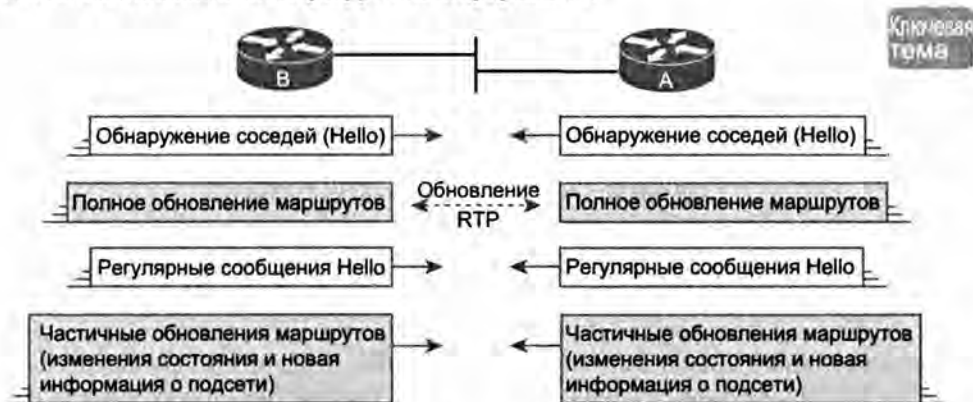 Ключевая
тема
B
A
Обнаружение соседей (Hello)
Обнаружение соседей (Hello)
Полное обновление маршрутов
Обновление
RTP
Полное обновление маршрутов
Регулярные сообщения Hello
Регулярные сообщения Hello
Частичные обновления маршрутов
(изменения состояния и новая
информация о подсети)
Частичные обновления маршрутов
(изменения состояния и новая
информация о подсети)